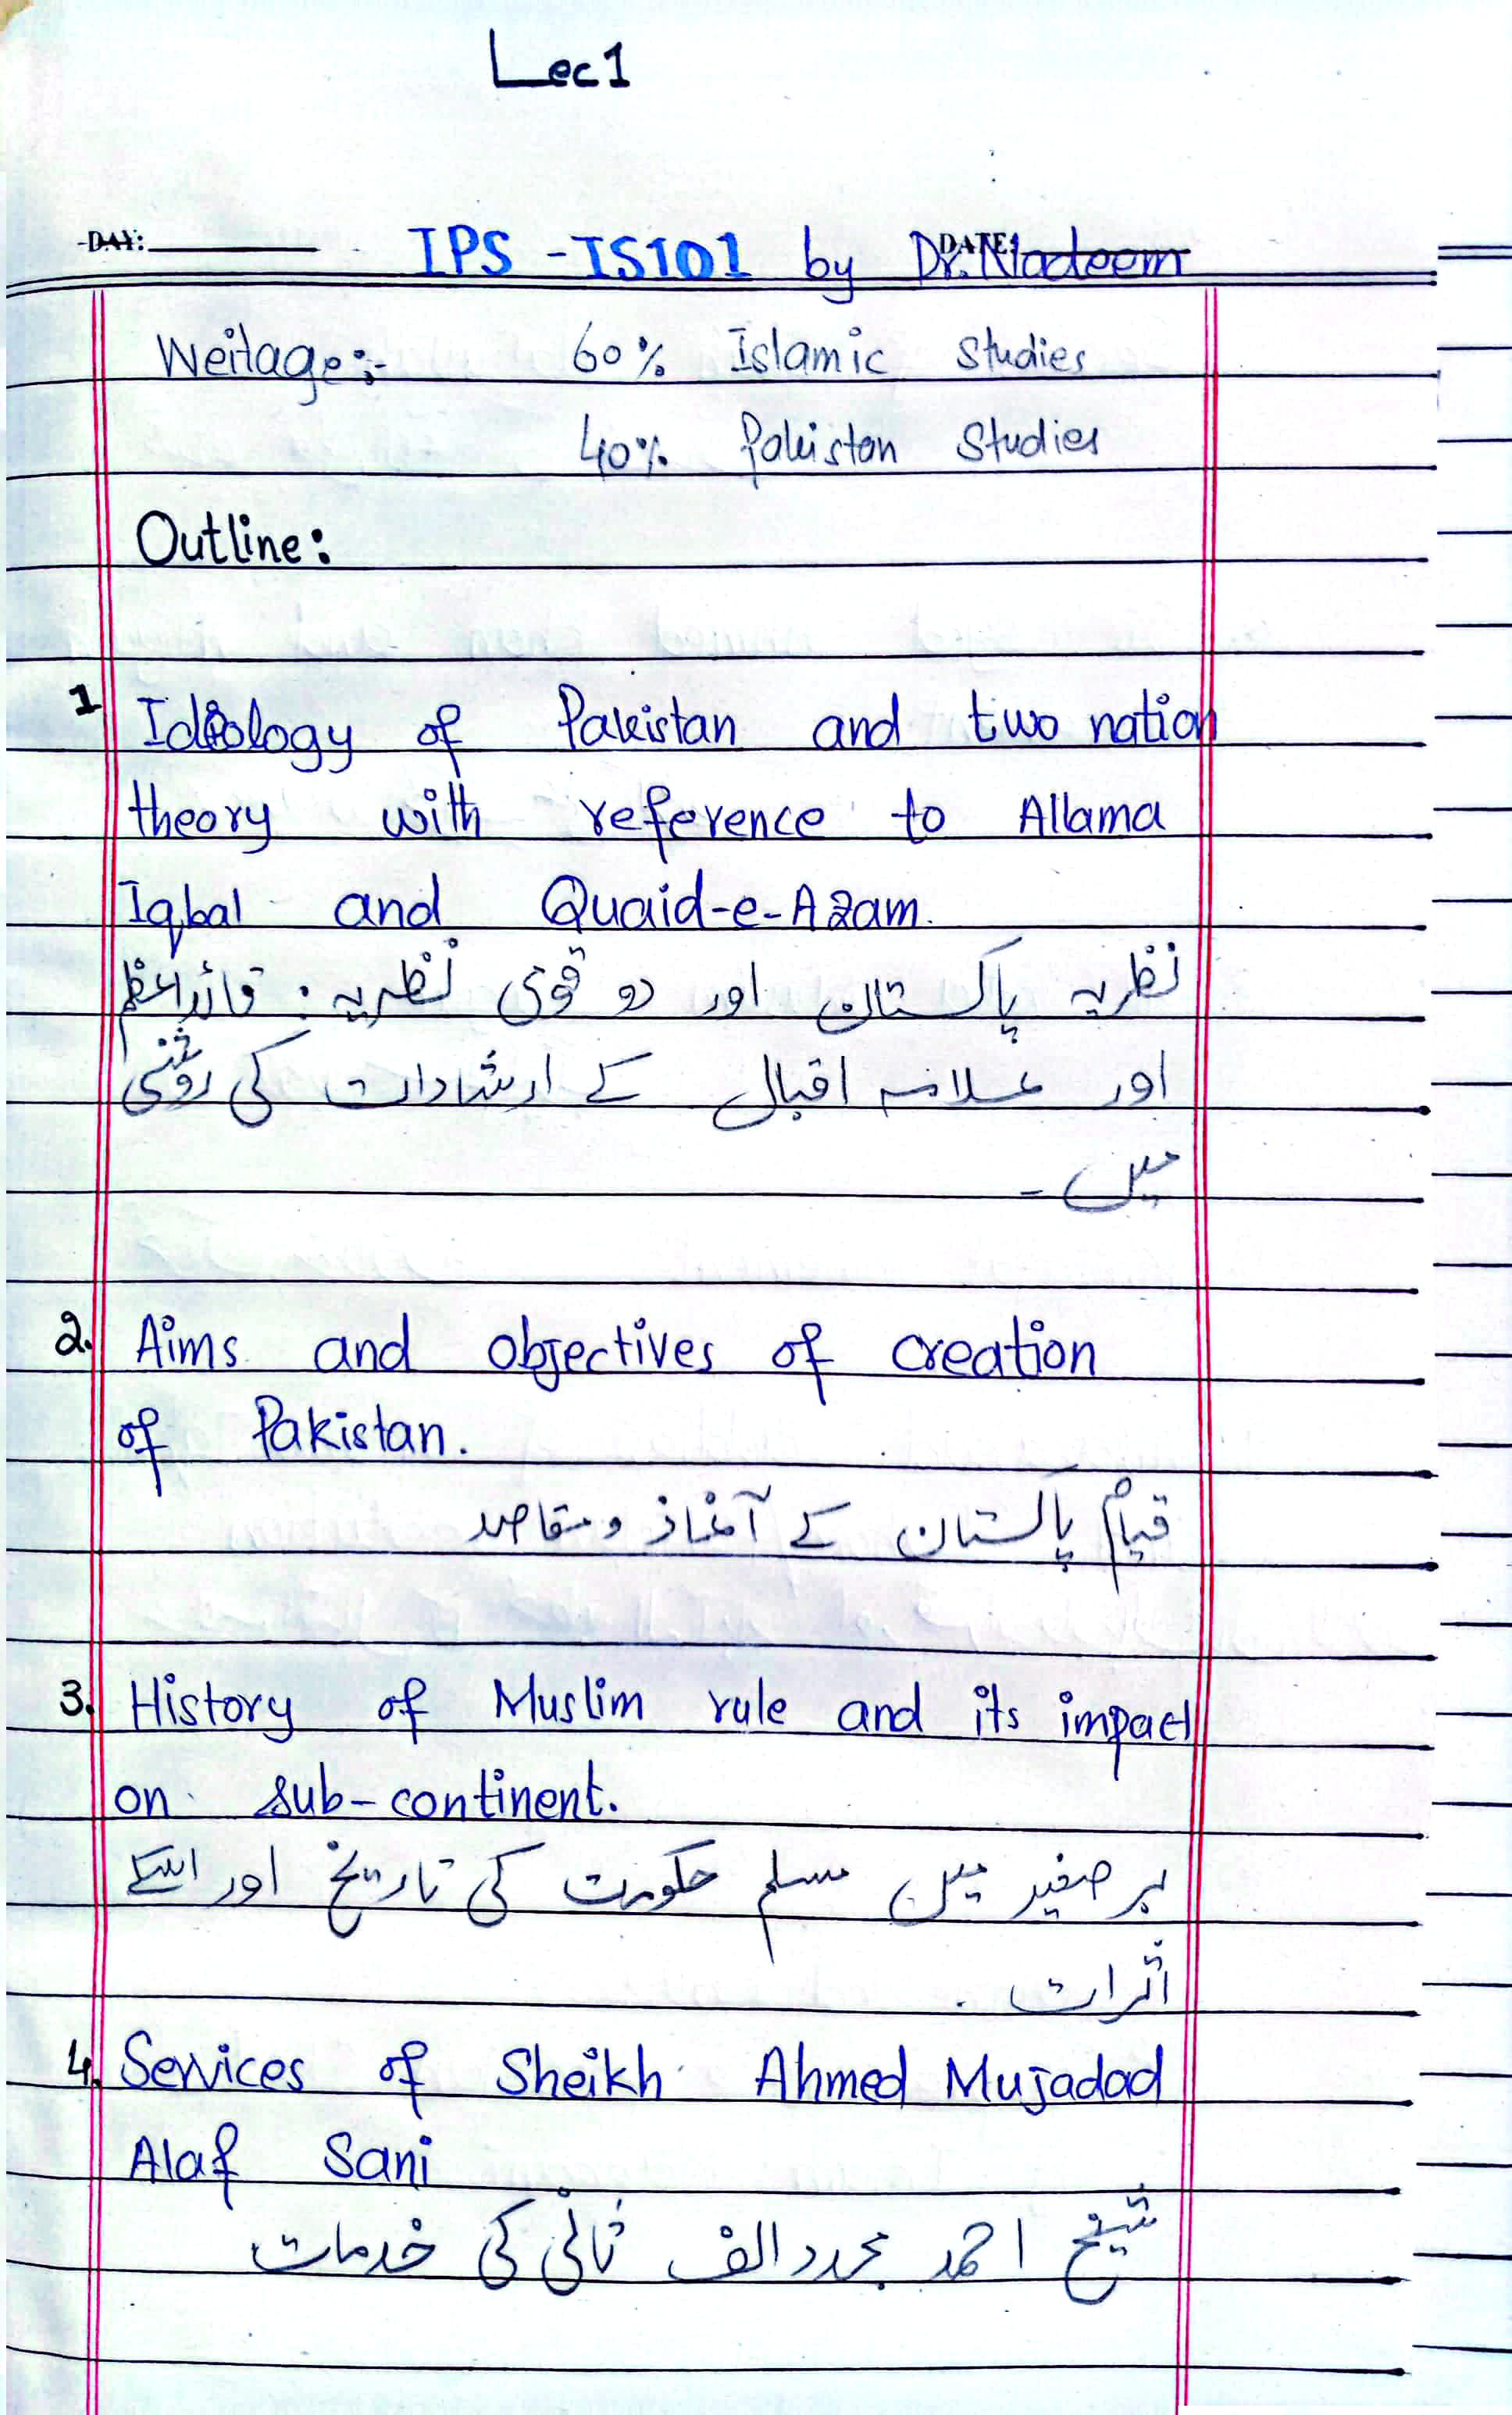 Lec 1
DAY: IPS - IS101 by Dr. Nadeem DATE:
Weitage:- 60% Islamic Studies
40% Pakistan Studies
Outline:
1 Ideology of Pakistan and two nation
theory with reference to Allama
Iqbal and Quaid-e-Azam.
نظریہ پاکستان اور دو قومی نظریہ : قائداعظم
اور علامہ اقبال کے ارشادات کی روشنی
میں۔
2. Aims and objectives of creation
of Pakistan.
قیام پاکستان کے آغاذ و مقاصد
3. History of Muslim rule and its impact
on sub-continent.
برصغیر میں مسلم حکومت کی تاریخ اور اسکے
اثرات.
4. Services of Sheikh Ahmed Mujadad
Alaf Sani
شیخ احمد مجدد الف ثانی کی خدمات